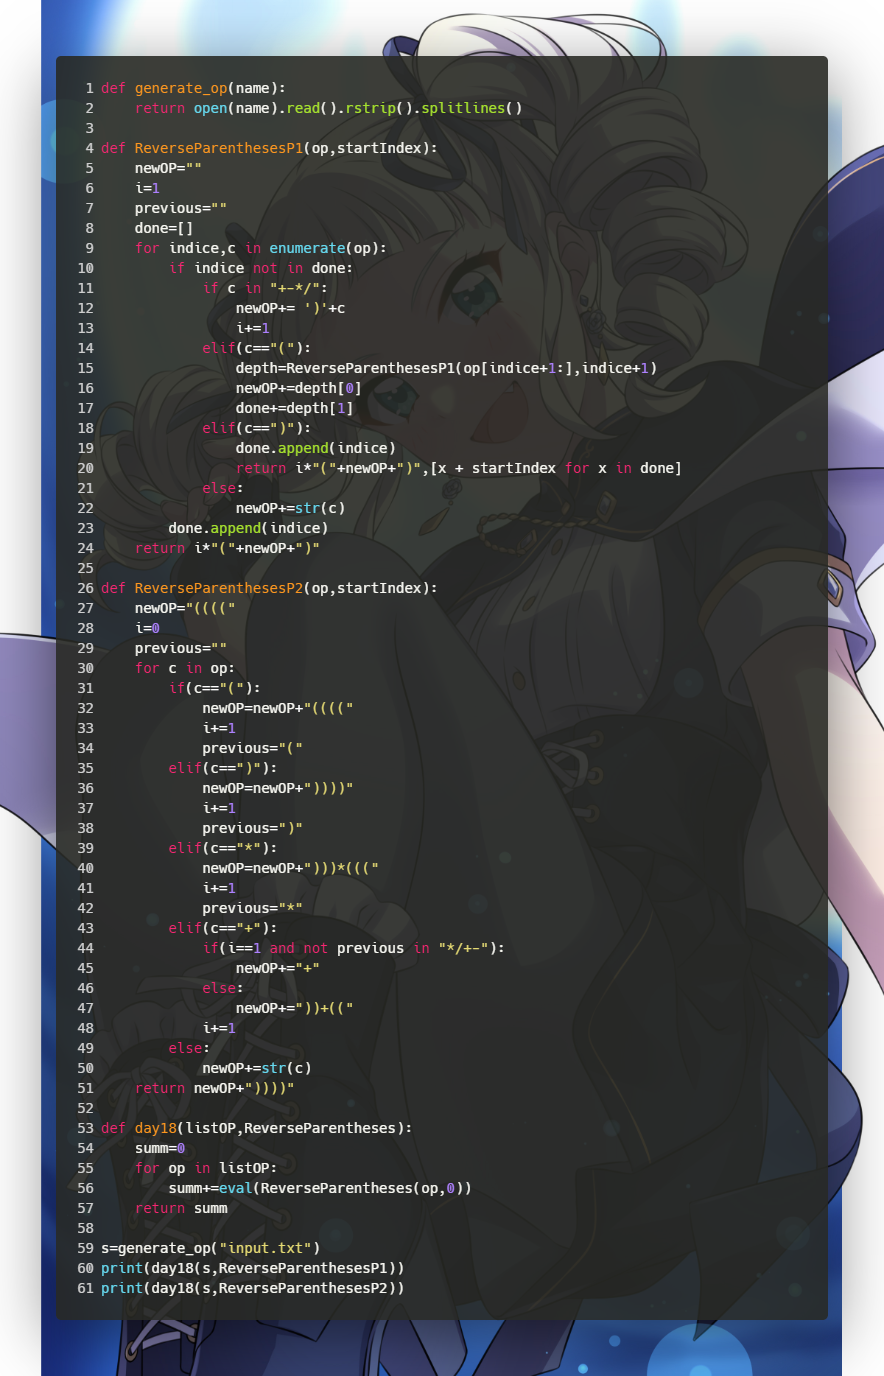 1 def generate_op(name):
2     return open(name).read().rstrip().splitlines()
3
4 def ReverseParenthesesP1(op,startIndex):
5     newOP=""
6     i=1
7     previous=""
8     done=[]
9     for indice,c in enumerate(op):
10         if indice not in done:
11             if c in "+-*/":
12                 newOP+= ')'+c
13                 i+=1
14             elif(c=="("):
15                 depth=ReverseParenthesesP1(op[indice+1:],indice+1)
16                 newOP+=depth[0]
17                 done+=depth[1]
18             elif(c==")"):
19                 done.append(indice)
20                 return i*"("+newOP+")",[x + startIndex for x in done]
21             else:
22                 newOP+=str(c)
23         done.append(indice)
24     return i*"("+newOP+")"
25
26 def ReverseParenthesesP2(op,startIndex):
27     newOP="(((("
28     i=0
29     previous=""
30     for c in op:
31         if(c=="("):
32             newOP=newOP+"(((("
33             i+=1
34             previous="("
35         elif(c==")"):
36             newOP=newOP+"))))"
37             i+=1
38             previous=")"
39         elif(c=="*"):
40             newOP=newOP+")))*((("
41             i+=1
42             previous="*"
43         elif(c=="+"):
44             if(i==1 and not previous in "*/+-"):
45                 newOP+="+"
46             else:
47                 newOP+="))+(("
48             i+=1
49         else:
50             newOP+=str(c)
51     return newOP+"))))"
52
53 def day18(listOP,ReverseParentheses):
54     summ=0
55     for op in listOP:
56         summ+=eval(ReverseParentheses(op,0))
57     return summ
58
59 s=generate_op("input.txt")
60 print(day18(s,ReverseParenthesesP1))
61 print(day18(s,ReverseParenthesesP2))